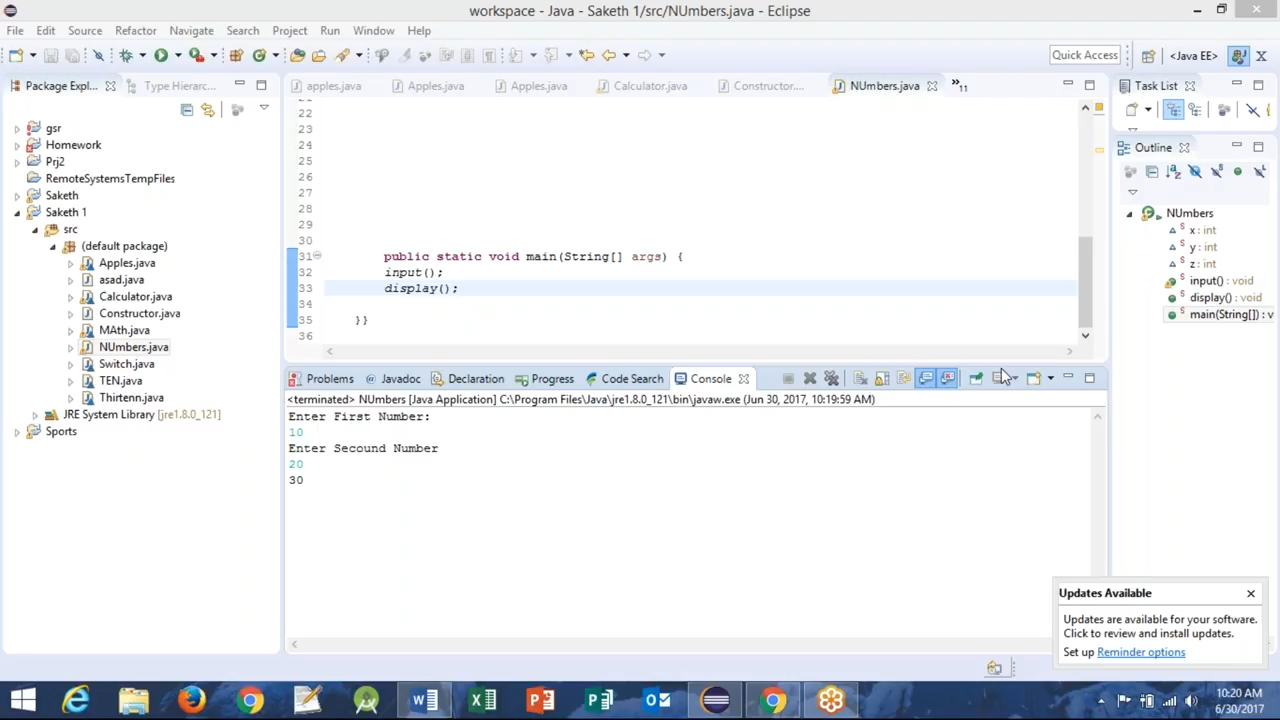 workspace - Java - Saketh 1/src/NUmbers.java - Eclipse
File Edit Source Refactor Navigate Search Project Run Window Help
Quick Access
<Java EE>
Package Expl...
Type Hierarc...
apples.java
Apples.java
Apples.java
Calculator.java
Constructor....
NUmbers.java
»11
Task List
gsr
Homework
Prj2
RemoteSystemsTempFiles
Saketh
Saketh 1
src
(default package)
Apples.java
asad.java
Calculator.java
Constructor.java
MAth.java
NUmbers.java
Switch.java
TEN.java
Thirtenn.java
JRE System Library [jre1.8.0_121]
Sports
21
22
23
24
25
26
27
28
29
30
31 public static void main(String[] args) {
32 input();
33 display();
34
35 }}
36
Outline
NUmbers
x : int
y : int
z : int
input() : void
display() : void
main(String[]) : v
Problems
@ Javadoc
Declaration
Progress
Code Search
Console
<terminated> NUmbers [Java Application] C:\Program Files\Java\jre1.8.0_121\bin\javaw.exe (Jun 30, 2017, 10:19:59 AM)
Enter First Number:
10
Enter Secound Number
20
30
Updates Available
Updates are available for your software.
Click to review and install updates.
Set up Reminder options
10:20 AM
6/30/2017